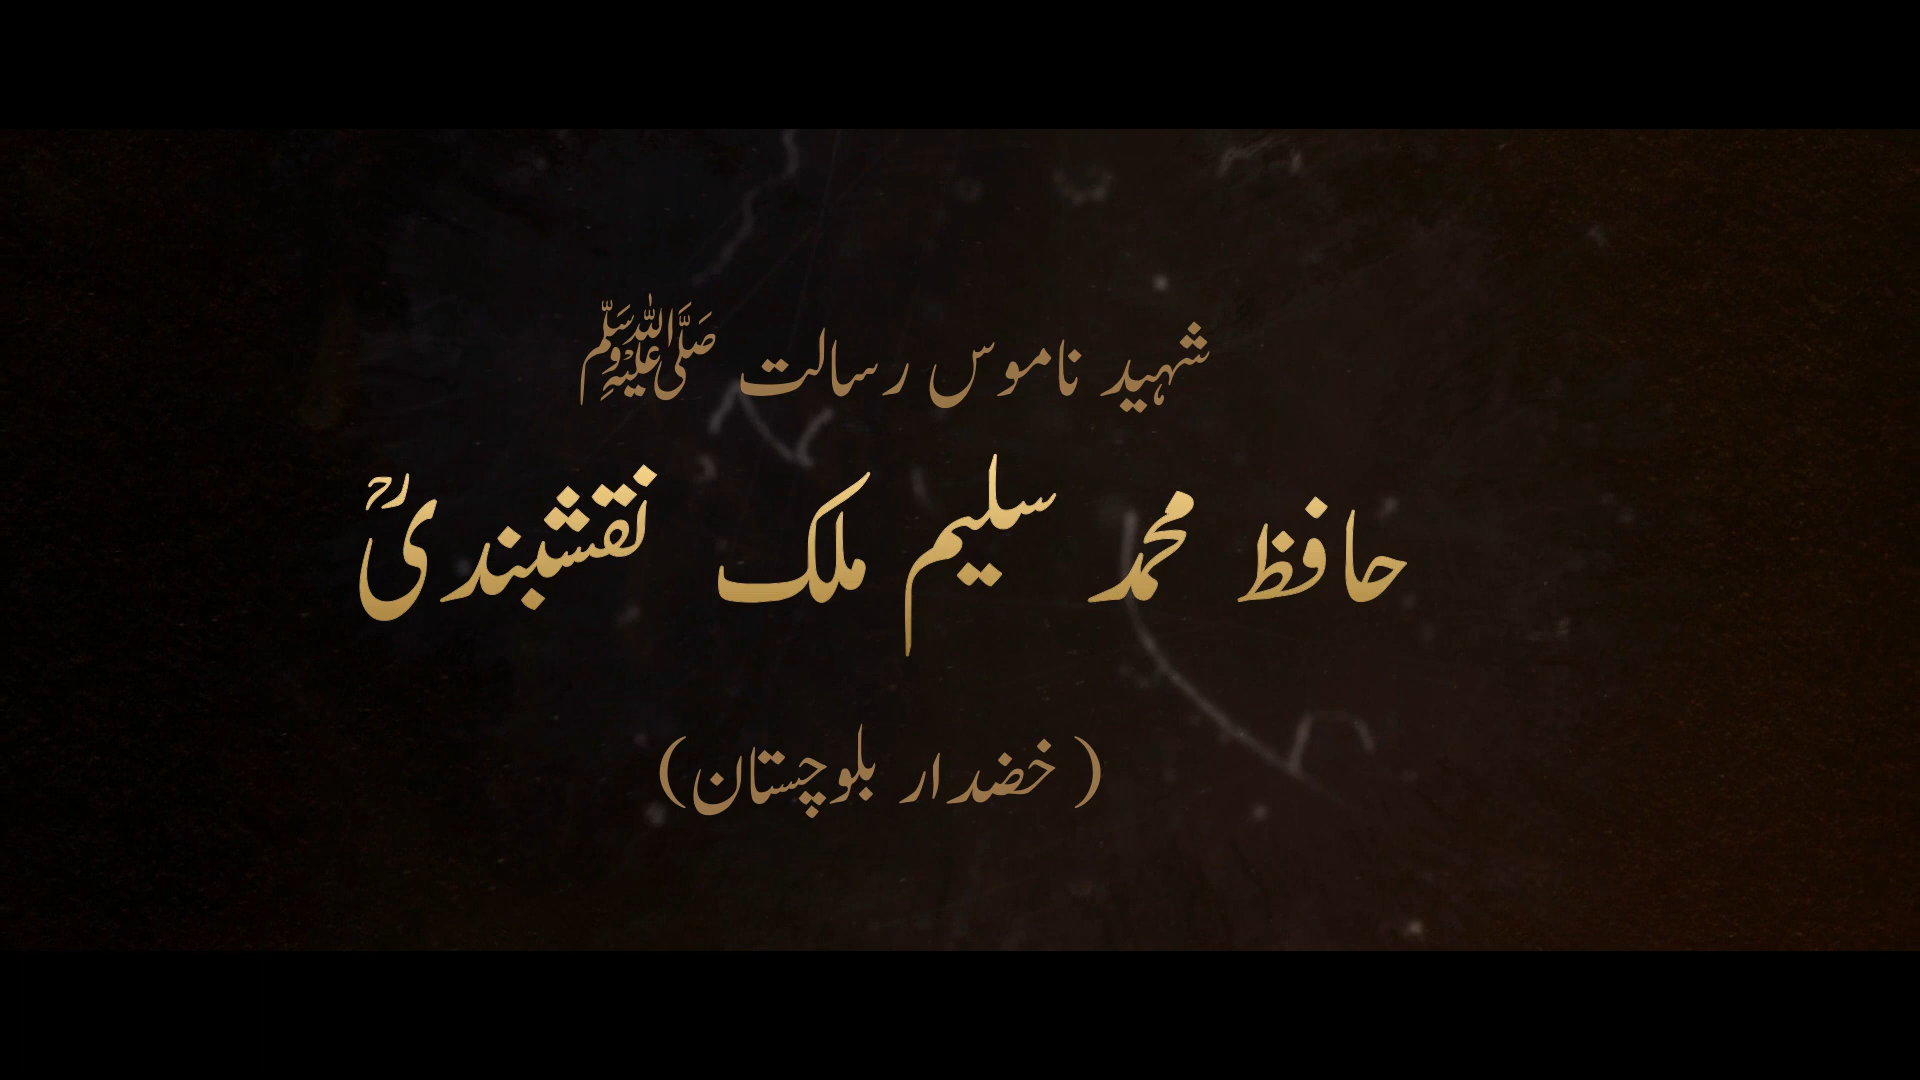 شہید ناموس رسالت ﷺ
حافظ محمد سلیم ملک نقشبندیؒ
(خضدار بلوچستان)